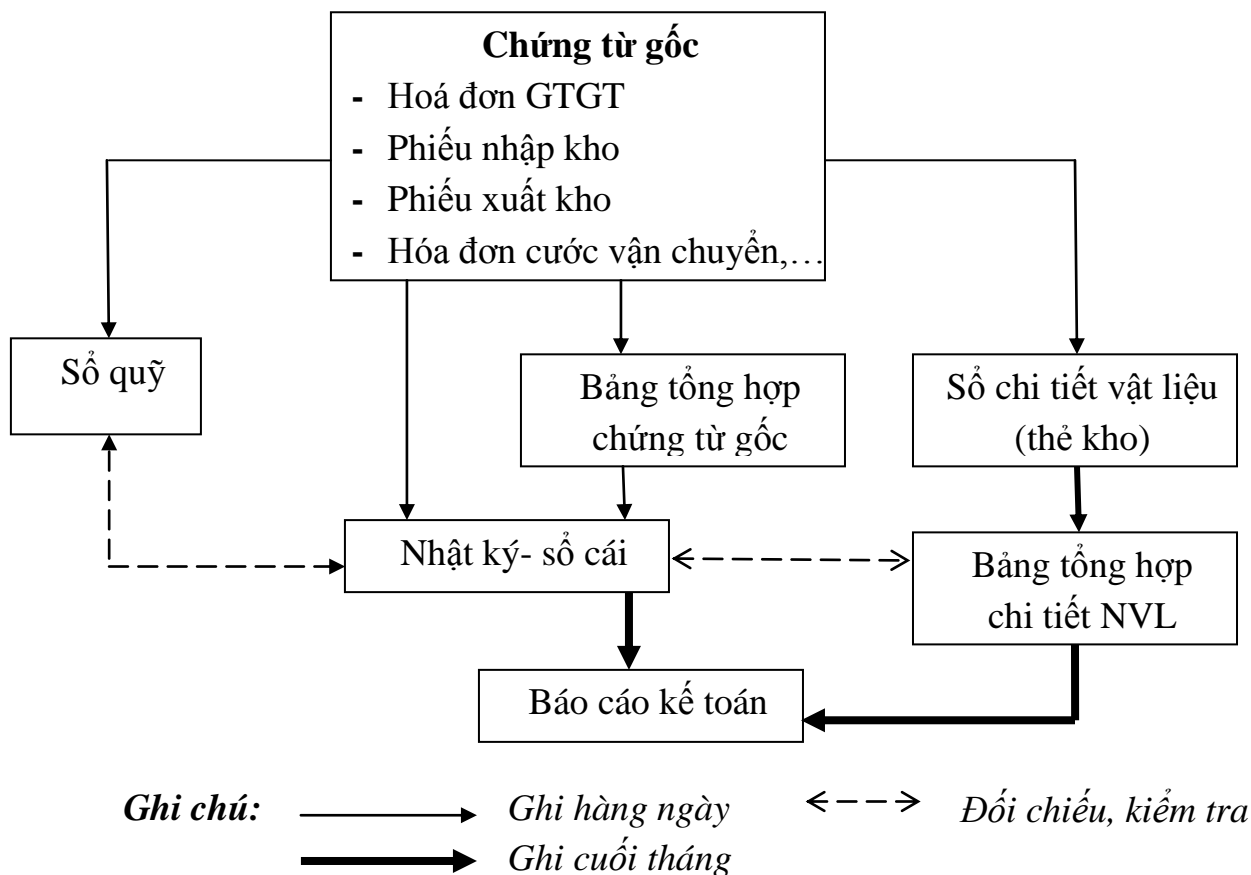 Chứng từ gốc
- Hoá đơn GTGT
- Phiếu nhập kho
- Phiếu xuất kho
- Hóa đơn cước vận chuyển,…
Sổ quỹ
Bảng tổng hợp
chứng từ gốc
Sổ chi tiết vật liệu
(thẻ kho)
Nhật ký- sổ cái
Bảng tổng hợp
chi tiết NVL
Báo cáo kế toán
Ghi chú:
Ghi hàng ngày
Đối chiếu, kiểm tra
Ghi cuối tháng